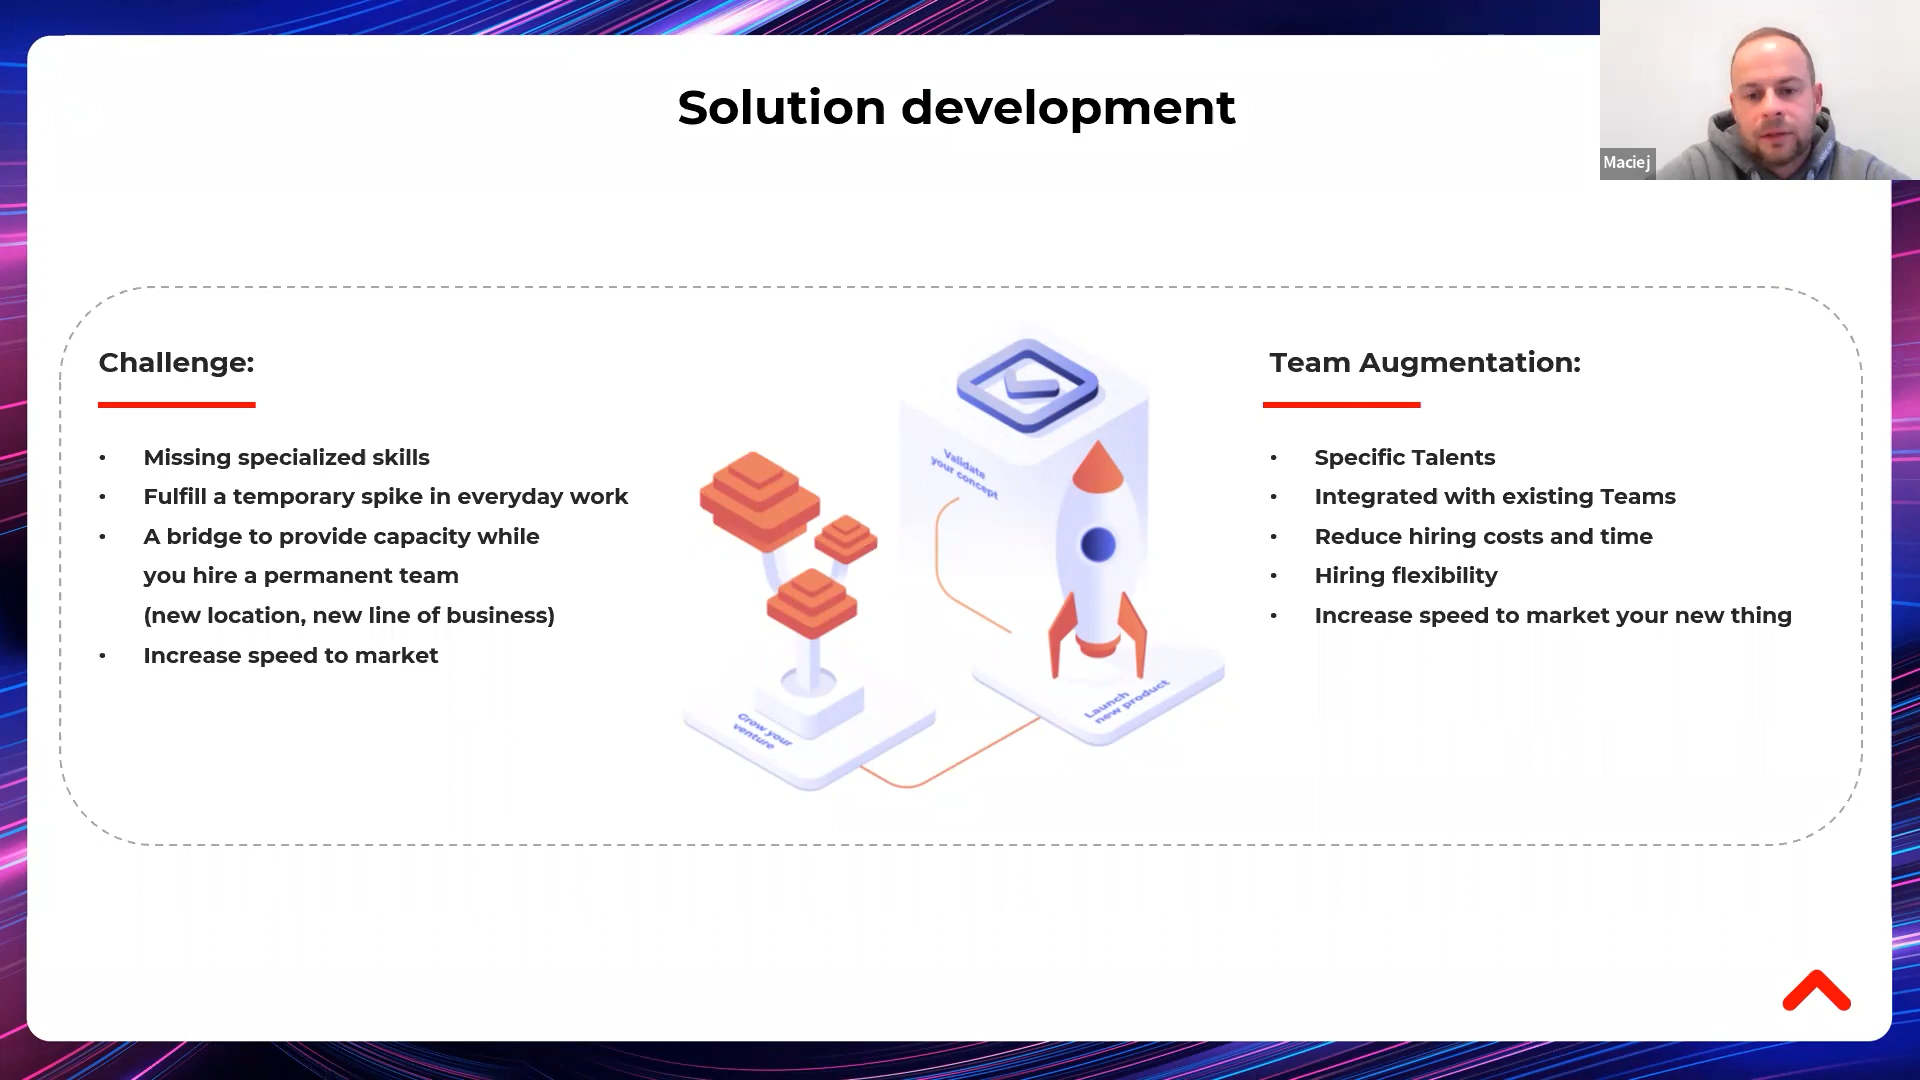 Solution development
Maciej
Challenge:
• Missing specialized skills
• Fulfill a temporary spike in everyday work
• A bridge to provide capacity while
you hire a permanent team
(new location, new line of business)
• Increase speed to market
Validate
your concept
Launch
new product
Grow your
venture
Team Augmentation:
• Specific Talents
• Integrated with existing Teams
• Reduce hiring costs and time
• Hiring flexibility
• Increase speed to market your new thing